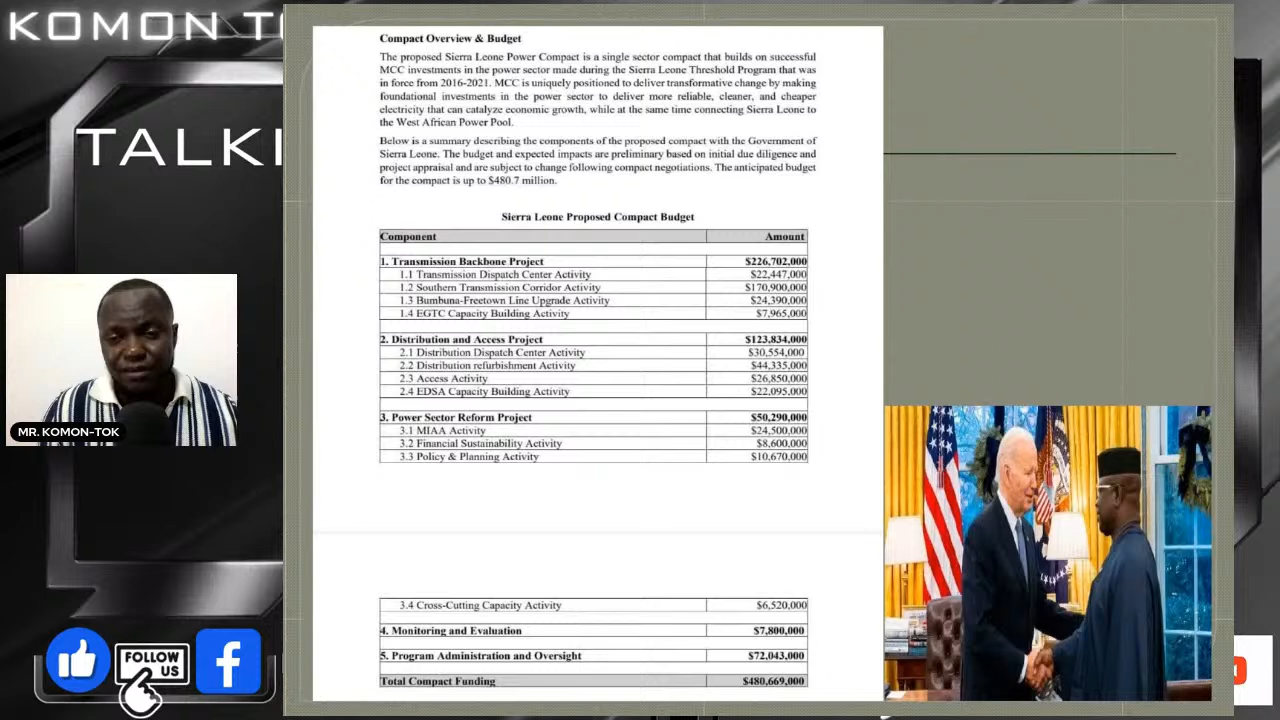 KOMON T
TALKI
Compact Overview & Budget
The proposed Sierra Leone Power Compact is a single sector compact that builds on successful
MCC investments in the power sector made during the Sierra Leone Threshold Program that was
in force from 2016-2021. MCC is uniquely positioned to deliver transformative change by making
foundational investments in the power sector to deliver more reliable, cleaner, and cheaper
electricity that can catalyze economic growth, while at the same time connecting Sierra Leone to
the West African Power Pool.
Below is a summary describing the components of the proposed compact with the Government of
Sierra Leone. The budget and expected impacts are preliminary based on initial due diligence and
project appraisal and are subject to change following compact negotiations. The anticipated budget
for the compact is up to $480.7 million.
Sierra Leone Proposed Compact Budget
Component Amount
1. Transmission Backbone Project $226,702,000
1.1 Transmission Dispatch Center Activity $22,447,000
1.2 Southern Transmission Corridor Activity $170,900,000
1.3 Bumbuna-Freetown Line Upgrade Activity $24,390,000
1.4 EGTC Capacity Building Activity $7,965,000
2. Distribution and Access Project $123,834,000
2.1 Distribution Dispatch Center Activity $30,554,000
2.2 Distribution refurbishment Activity $44,335,000
2.3 Access Activity $26,850,000
2.4 EDSA Capacity Building Activity $22,095,000
3. Power Sector Reform Project $50,290,000
3.1 MIAA Activity $24,500,000
3.2 Financial Sustainability Activity $8,600,000
3.3 Policy & Planning Activity $10,670,000
3.4 Cross-Cutting Capacity Activity $6,520,000
4. Monitoring and Evaluation $7,800,000
5. Program Administration and Oversight $72,043,000
Total Compact Funding $480,669,000
MR. KOMON-TOK
FOLLOW
US
f